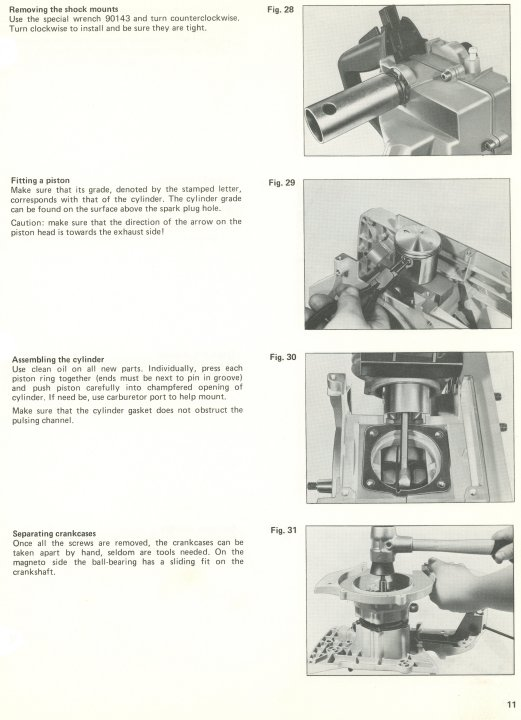 Removing the shock mounts
Use the special wrench 90143 and turn counterclockwise.
Turn clockwise to install and be sure they are tight.
Fig. 28
Fitting a piston
Make sure that its grade, denoted by the stamped letter,
corresponds with that of the cylinder. The cylinder grade
can be found on the surface above the spark plug hole.
Caution: make sure that the direction of the arrow on the
piston head is towards the exhaust side!
Fig. 29
Assembling the cylinder
Use clean oil on all new parts. Individually, press each
piston ring together (ends must be next to pin in groove)
and push piston carefully into champfered opening of
cylinder. If need be, use carburetor port to help mount.
Make sure that the cylinder gasket does not obstruct the
pulsing channel.
Fig. 30
Separating crankcases
Once all the screws are removed, the crankcases can be
taken apart by hand, seldom are tools needed. On the
magneto side the ball-bearing has a sliding fit on the
crankshaft.
Fig. 31
11